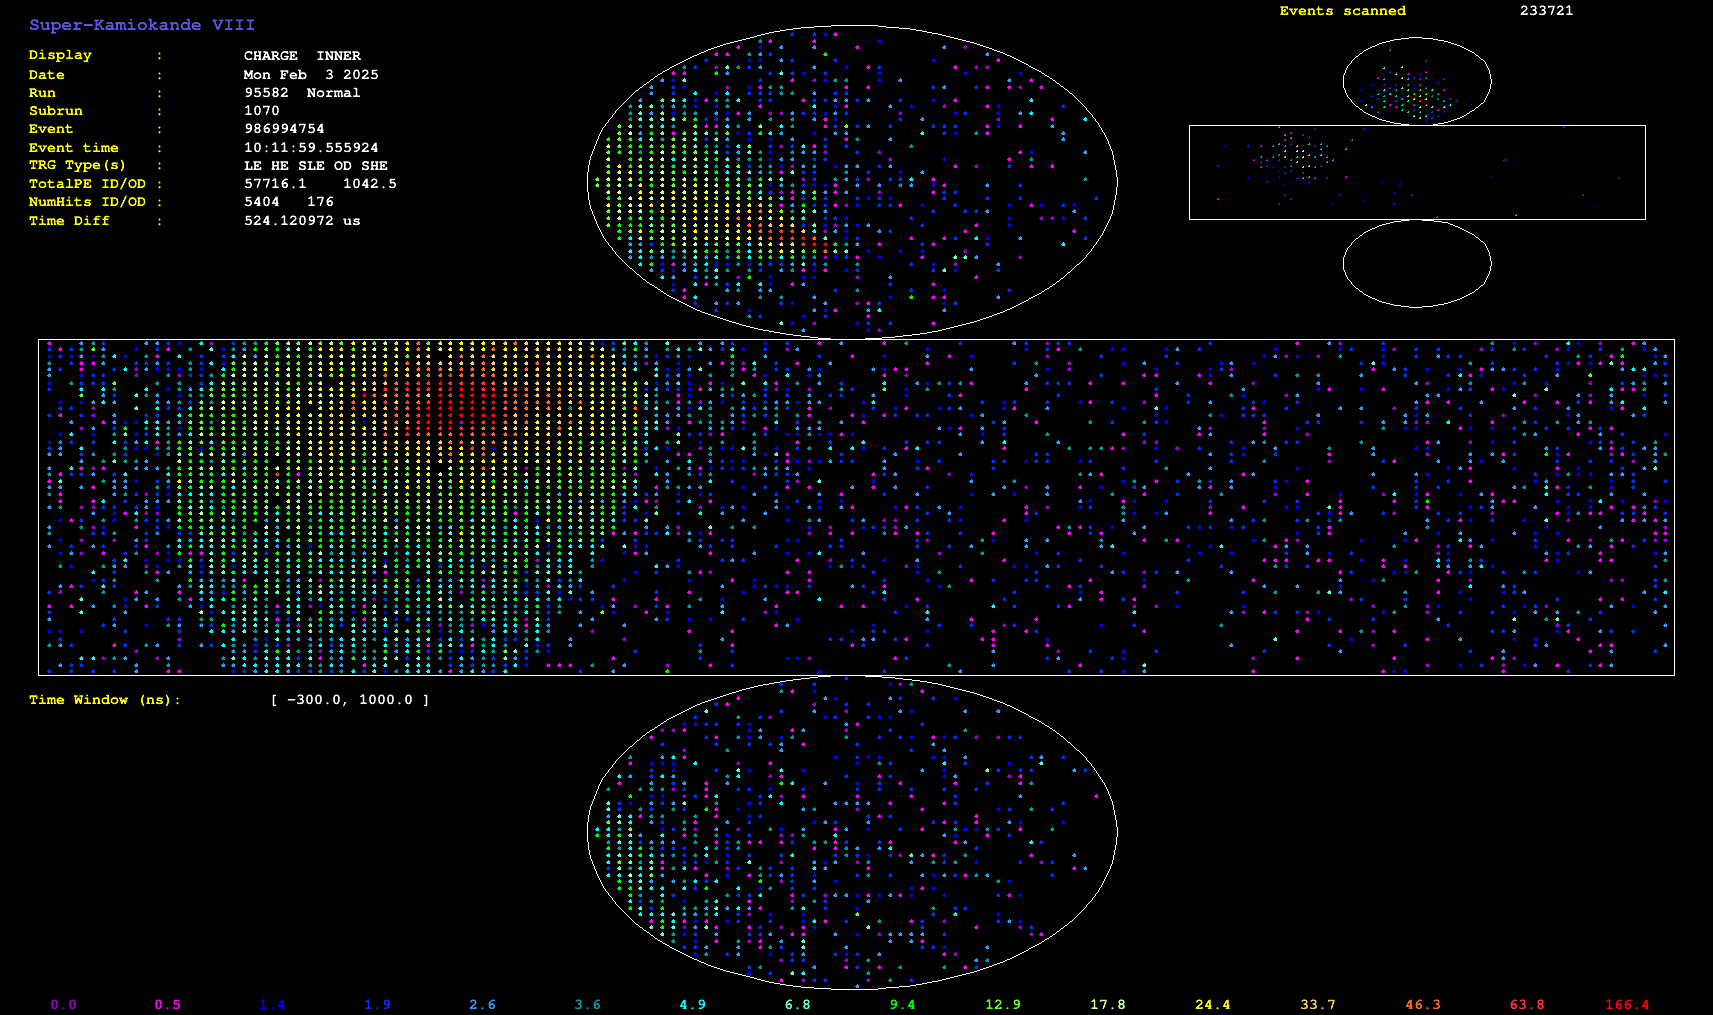 Super-Kamiokande VIII
Events scanned 233721
Display : CHARGE INNER
Date : Mon Feb 3 2025
Run : 95582 Normal
Subrun : 1070
Event : 986994754
Event time : 10:11:59.555924
TRG Type(s) : LE HE SLE OD SHE
TotalPE ID/OD : 57716.1 1042.5
NumHits ID/OD : 5404 176
Time Diff : 524.120972 us
Time Window (ns): [ -300.0, 1000.0 ]
0.0 0.5 1.4 1.9 2.6 3.6 4.9 6.8 9.4 12.9 17.8 24.4 33.7 46.3 63.8 166.4